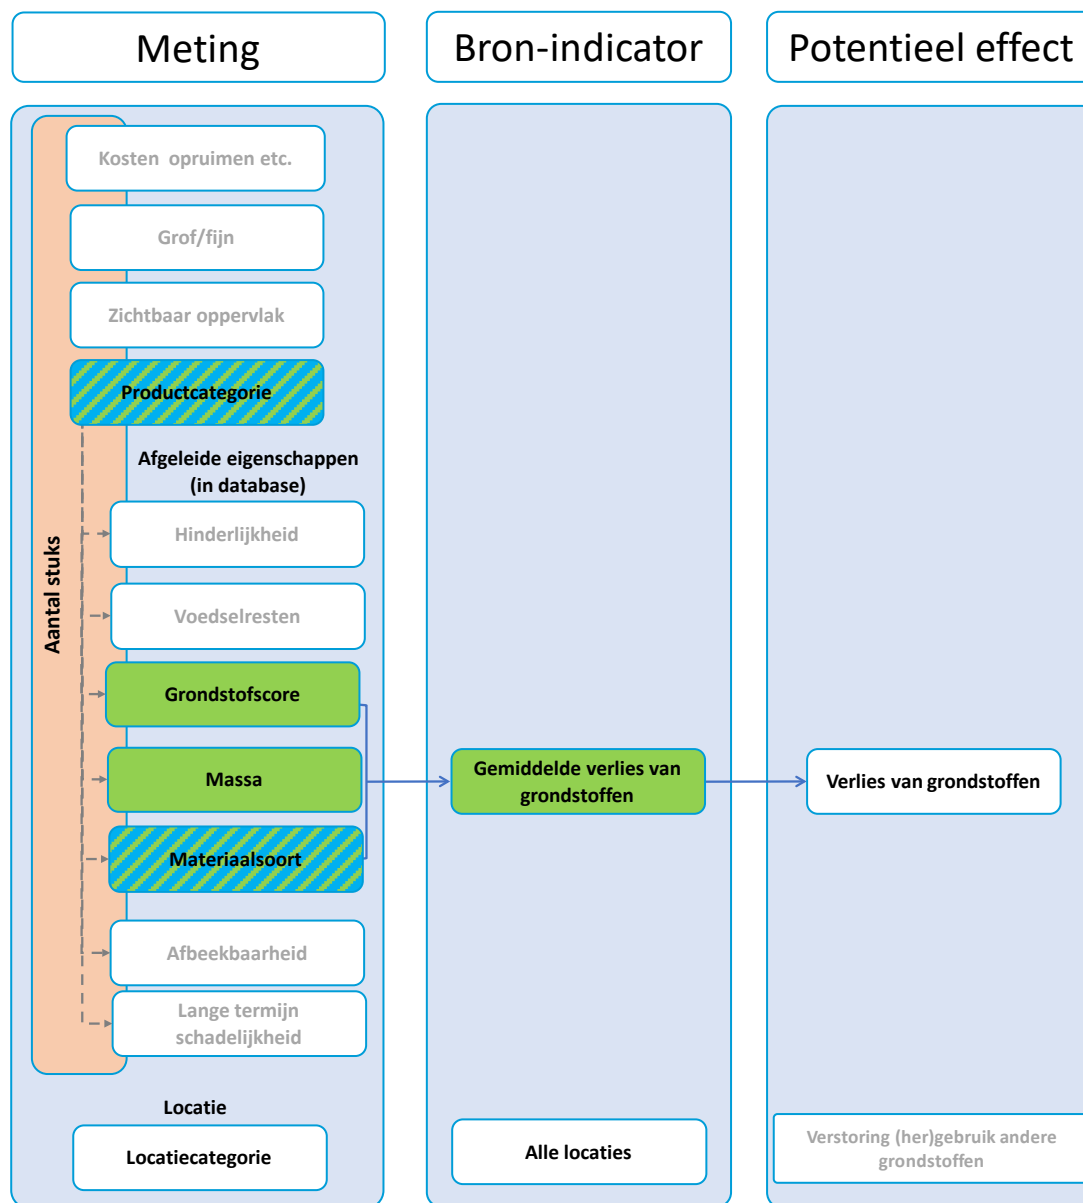 Meting
Bron-indicator
Potentieel effect
Kosten opruimen etc.
Grof/fijn
Zichtbaar oppervlak
Productcategorie
Afgeleide eigenschappen
(in database)
Aantal stuks
Hinderlijkheid
Voedselresten
Grondstofscore
Massa
Materiaalsoort
Afbeekbaarheid
Lange termijn
schadelijkheid
Locatie
Locatiecategorie
Gemiddelde verlies van
grondstoffen
Alle locaties
Verlies van grondstoffen
Verstoring (her)gebruik andere
grondstoffen